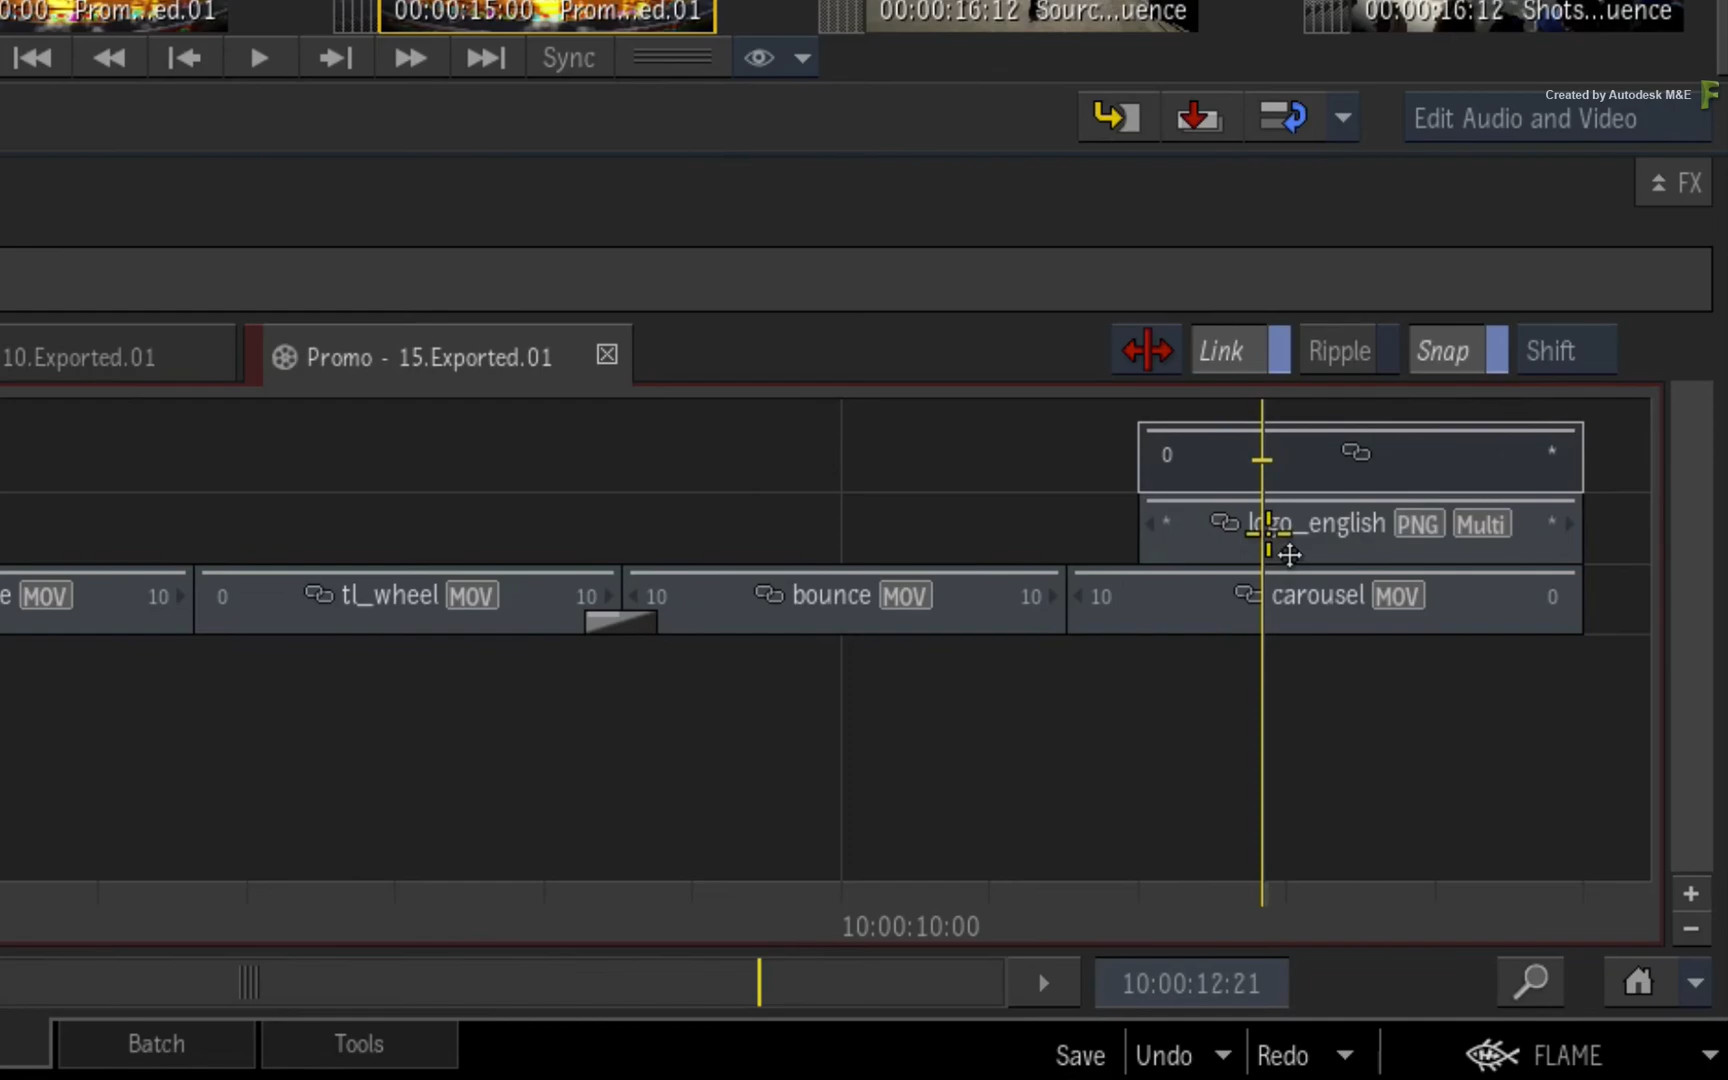 00:00 Prom...ed.01
00:00:15:00 Prom...ed.01
00:00:16:12 Sourc...uence
00:00:16:12 Shots...uence
Sync
Created by Autodesk M&E
Edit Audio and Video
FX
10.Exported.01
Promo - 15.Exported.01
Link
Ripple
Snap
Shift
0 *
* logo_english PNG Multi *
e MOV 10
0 tl_wheel MOV 10
10 bounce MOV 10
10 carousel MOV 0
10:00:10:00
10:00:12:21
Batch
Tools
Save
Undo
Redo
FLAME